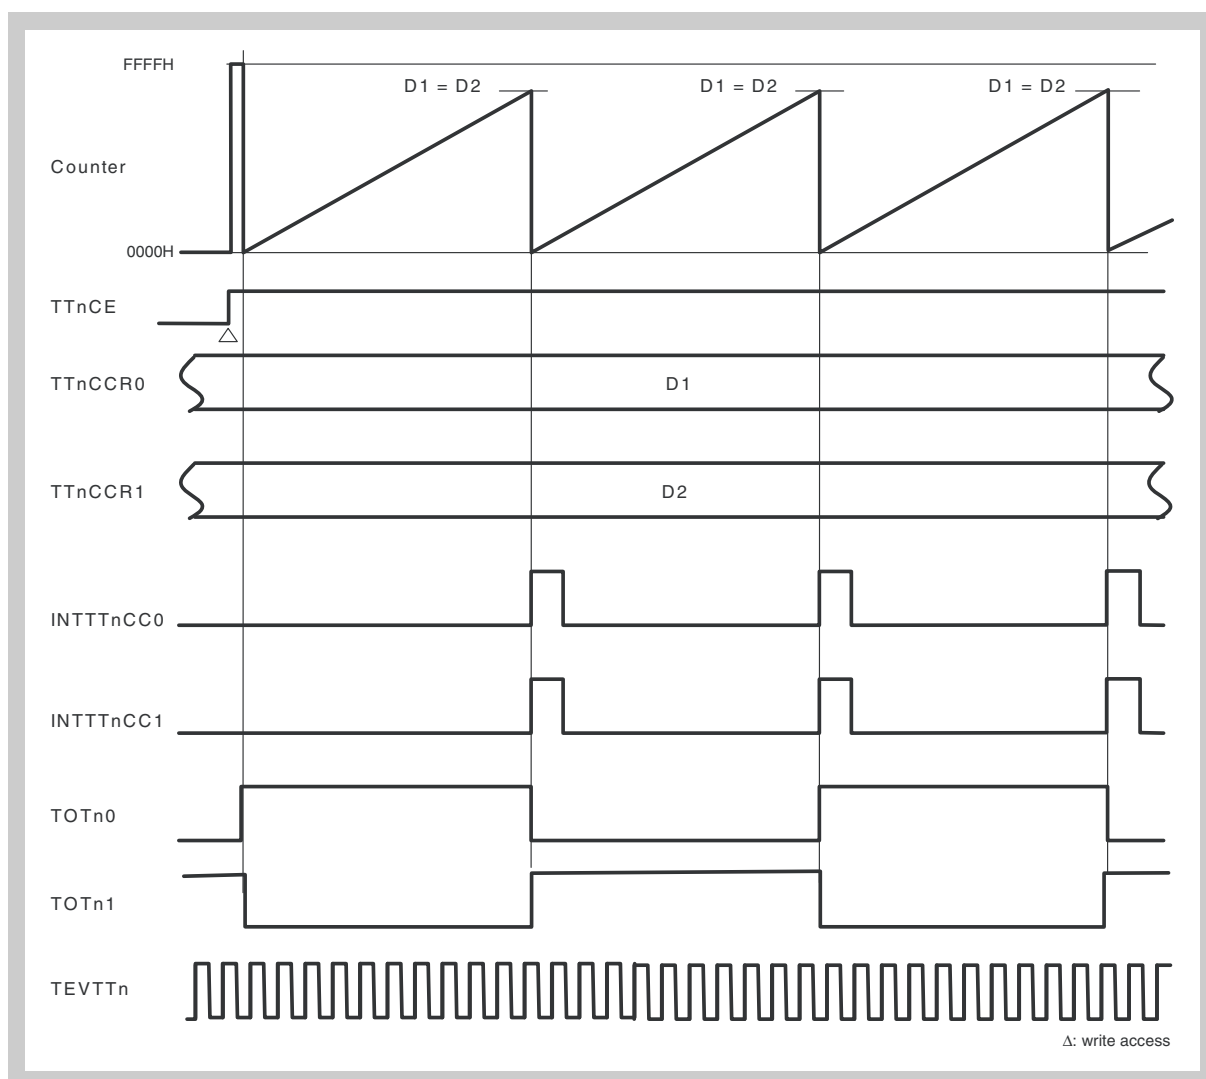 FFFFH
D1 = D2 D1 = D2 D1 = D2
Counter
0000H
TTnCE
TTnCCR0 D1
TTnCCR1 D2
INTTTnCC0
INTTTnCC1
TOTn0
TOTn1
TEVTTn
Δ: write access